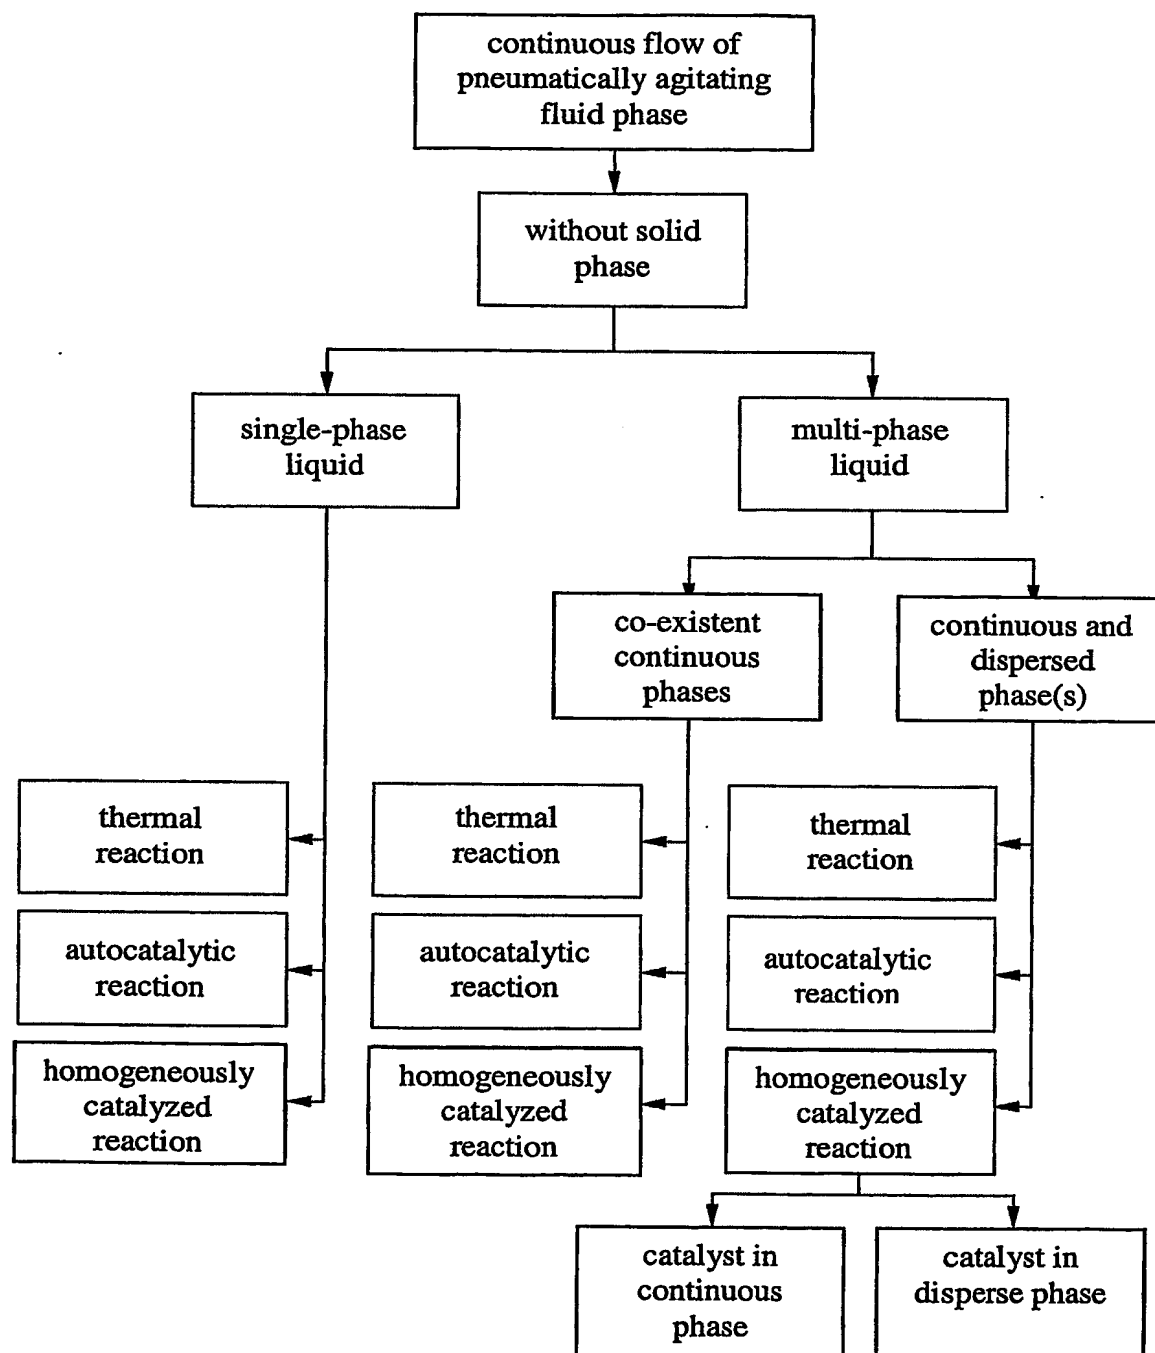 continuous flow of
pneumatically agitating
fluid phase
without solid
phase
single-phase
liquid
multi-phase
liquid
co-existent
continuous
phases
continuous and
dispersed
phase(s)
thermal
reaction
thermal
reaction
thermal
reaction
autocatalytic
reaction
autocatalytic
reaction
autocatalytic
reaction
homogeneously
catalyzed
reaction
homogeneously
catalyzed
reaction
homogeneously
catalyzed
reaction
catalyst in
continuous
phase
catalyst in
disperse phase